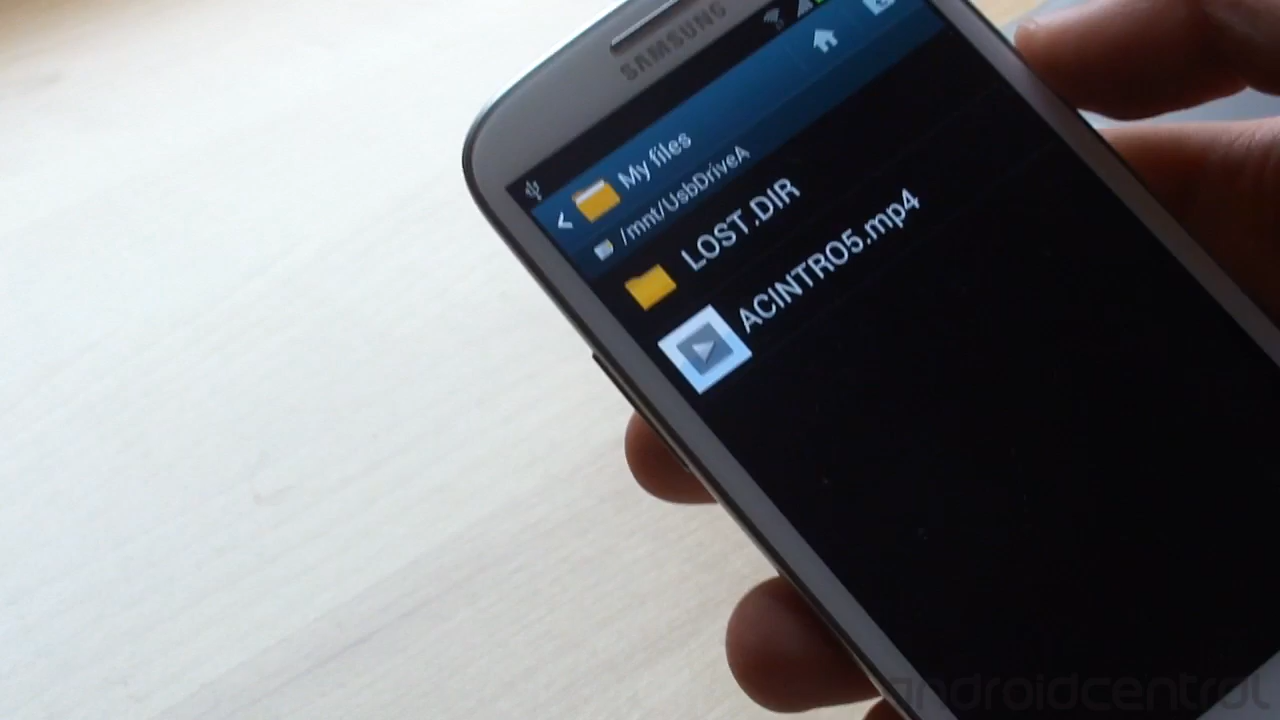 SAMSUNG
My files
/mnt/UsbDriveA
LOST.DIR
ACINTRO5.mp4
androidcentral